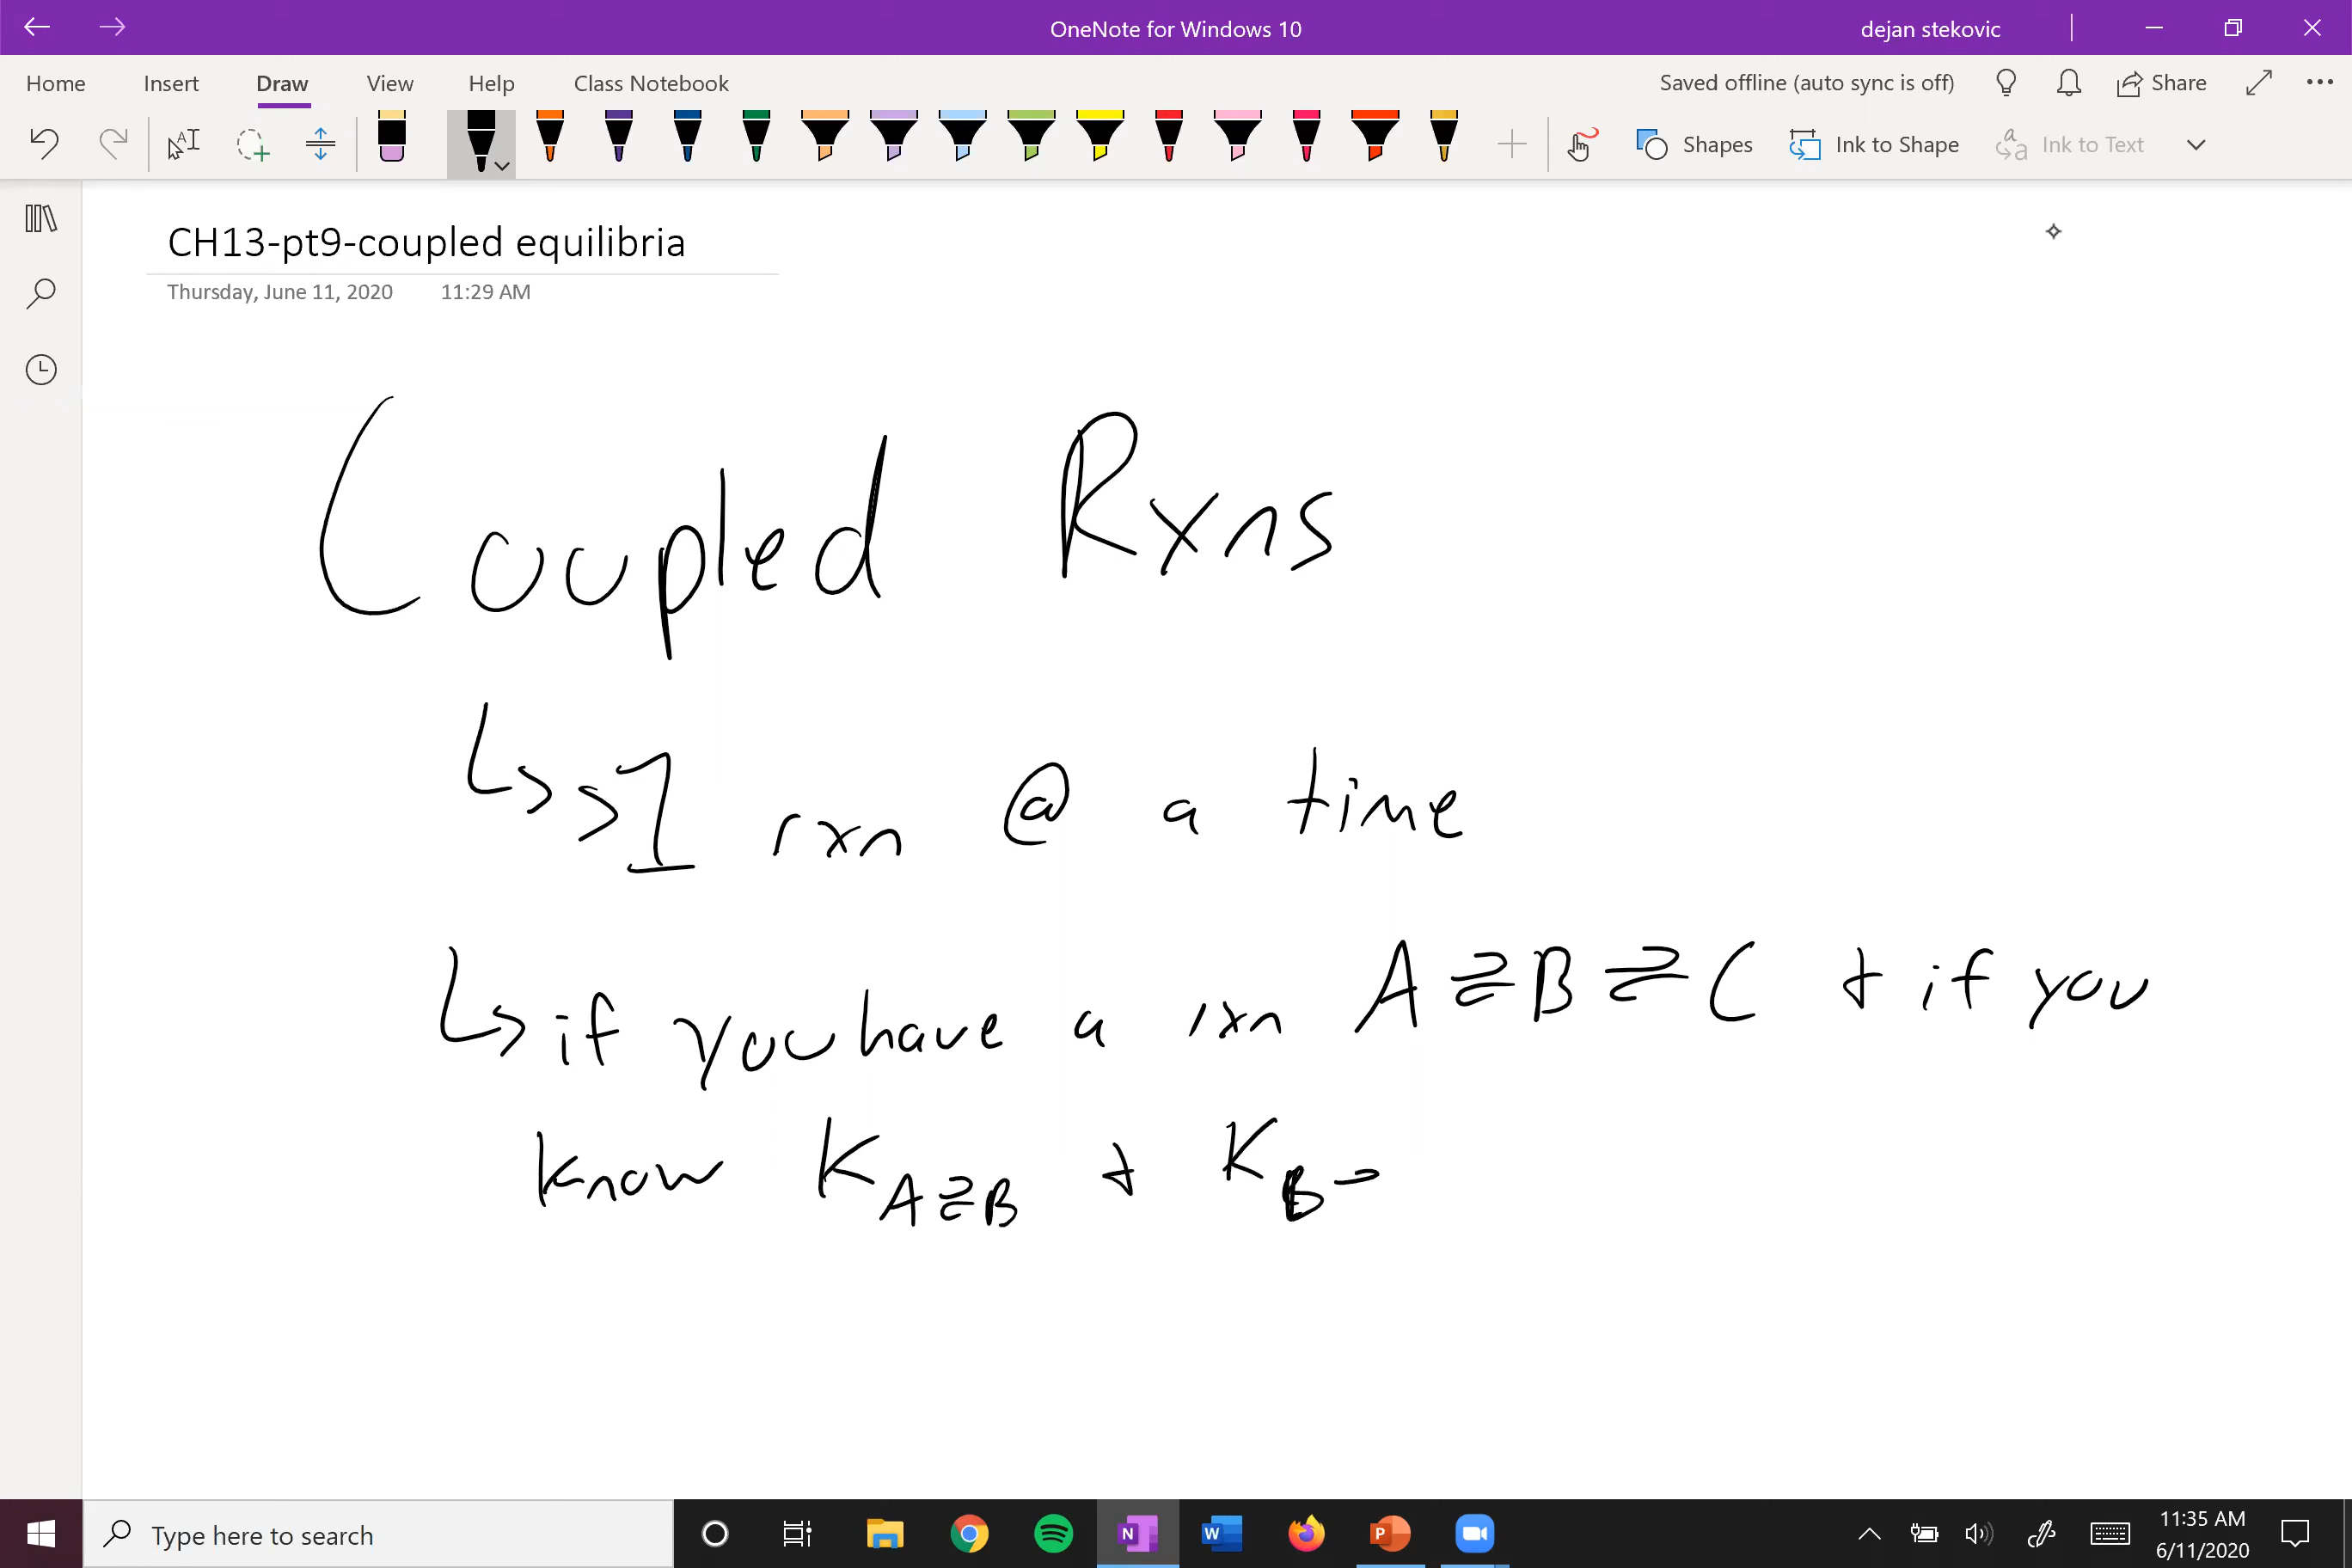 OneNote for Windows 10
dejan stekovic
Home Insert Draw View Help Class Notebook
Saved offline (auto sync is off) Share
Shapes Ink to Shape Ink to Text
CH13-pt9-coupled equilibria
Thursday, June 11, 2020 11:29 AM
Coupled Rxns
↳ >1 rxn @ a time
↳ if you have a rxn A ⇌ B ⇌ C + if you
know K A⇌B + K B
Type here to search
11:35 AM
6/11/2020